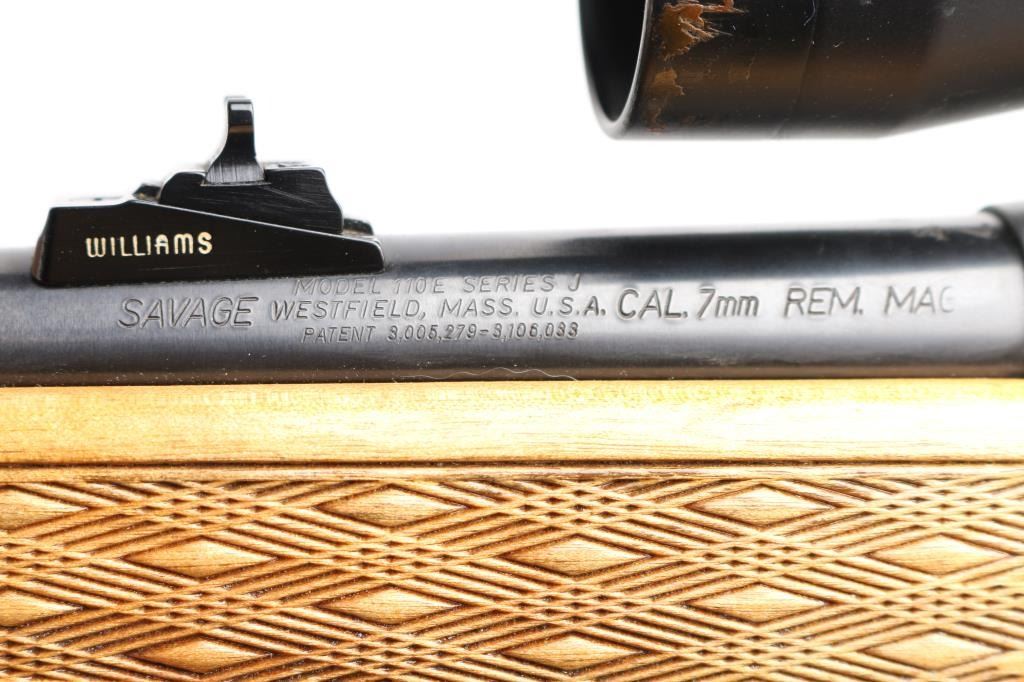 WILLIAMS
MODEL 110E SERIES J
SAVAGE WESTFIELD, MASS. U.S.A. CAL. 7mm REM. MAG
PATENT 3,005,279-3,106,033